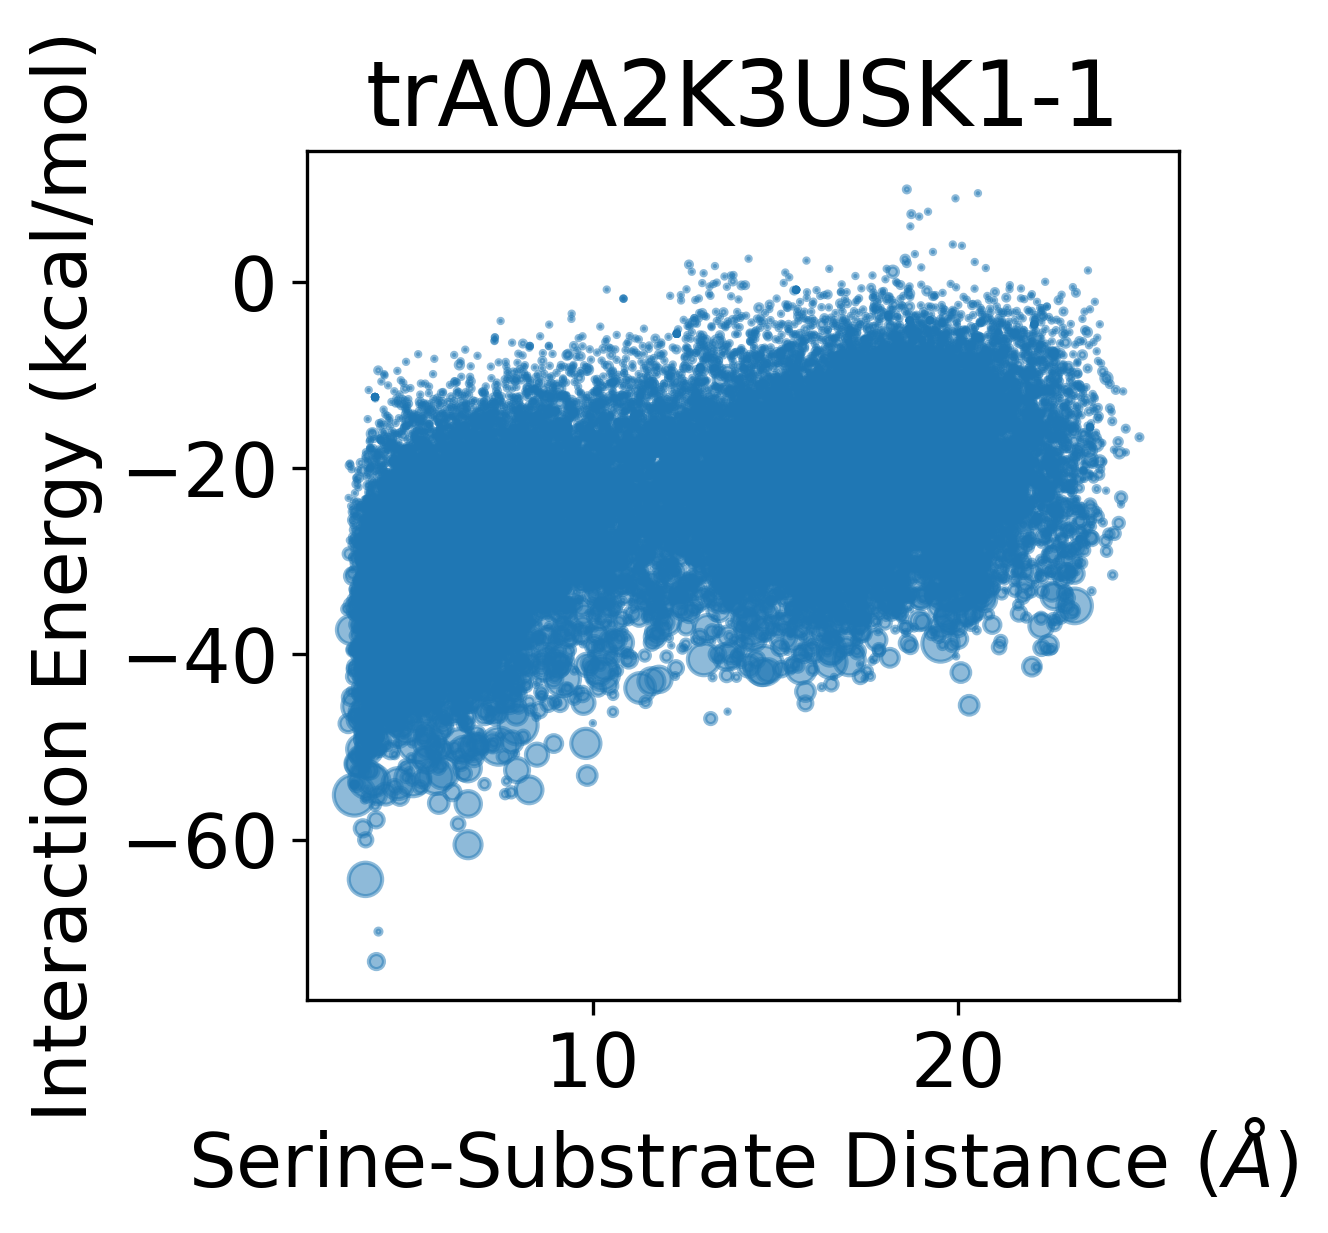 trA0A2K3USK1-1
Interaction Energy (kcal/mol)
0
−20
−40
−60
10
20
Serine-Substrate Distance (Å)